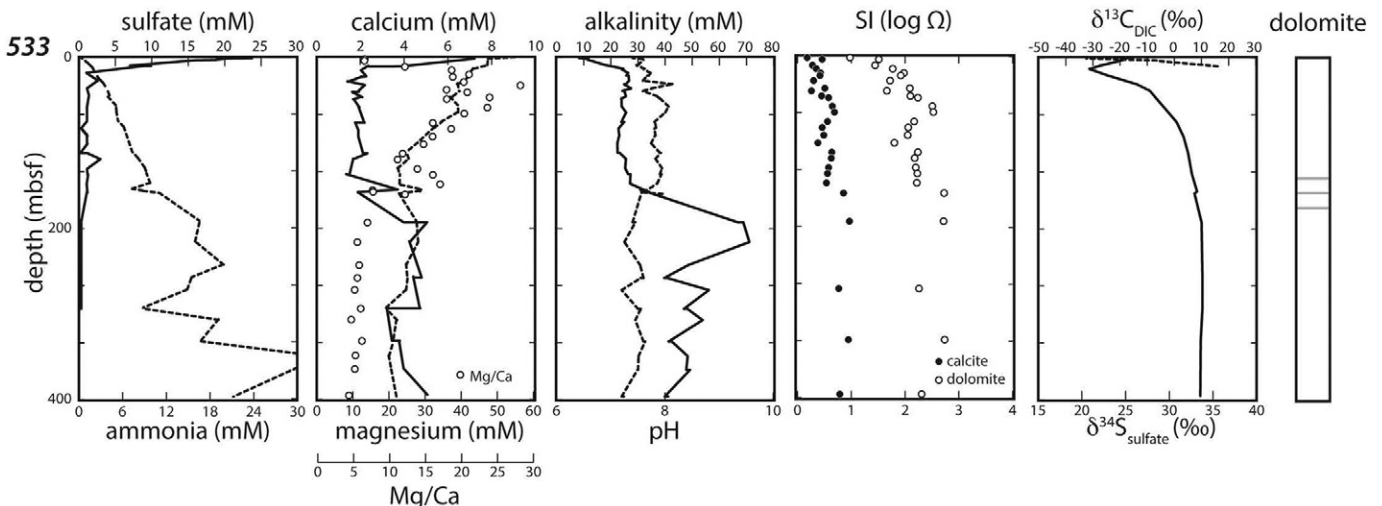 sulfate (mM) calcium (mM) alkalinity (mM) SI (log Ω) δ13CDIC (‰) dolomite
533
0 5 10 15 20 25 30 0 2 4 6 8 10 0 10 20 30 40 50 60 70 80 -50 -40 -30 -20 -10 0 10 20 30
0
200
depth (mbsf)
Mg/Ca
calcite
dolomite
400
0 6 12 18 24 30 0 10 20 30 40 50 60 6 8 10 0 1 2 3 4 15 20 25 30 35 40
ammonia (mM) magnesium (mM) pH δ34Ssulfate (‰)
0 5 10 15 20 25 30
Mg/Ca